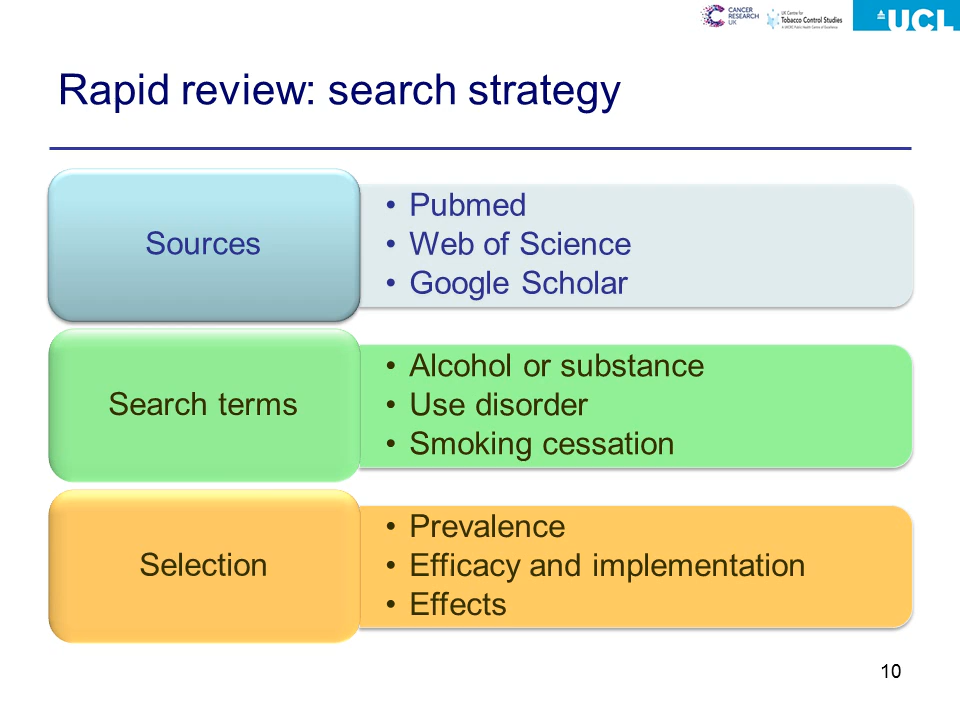 CANCER
RESEARCH
UK
UK Centre for
Tobacco Control Studies
UCL
Rapid review: search strategy
Sources
• Pubmed
• Web of Science
• Google Scholar
Search terms
• Alcohol or substance
• Use disorder
• Smoking cessation
Selection
• Prevalence
• Efficacy and implementation
• Effects
10